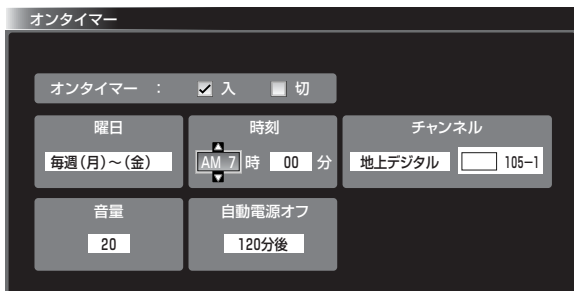 オンタイマー
オンタイマー ： 入 切
曜日
毎週(月)～(金)
時刻
AM 7 時 00 分
チャンネル
地上デジタル 105-1
音量
20
自動電源オフ
120分後